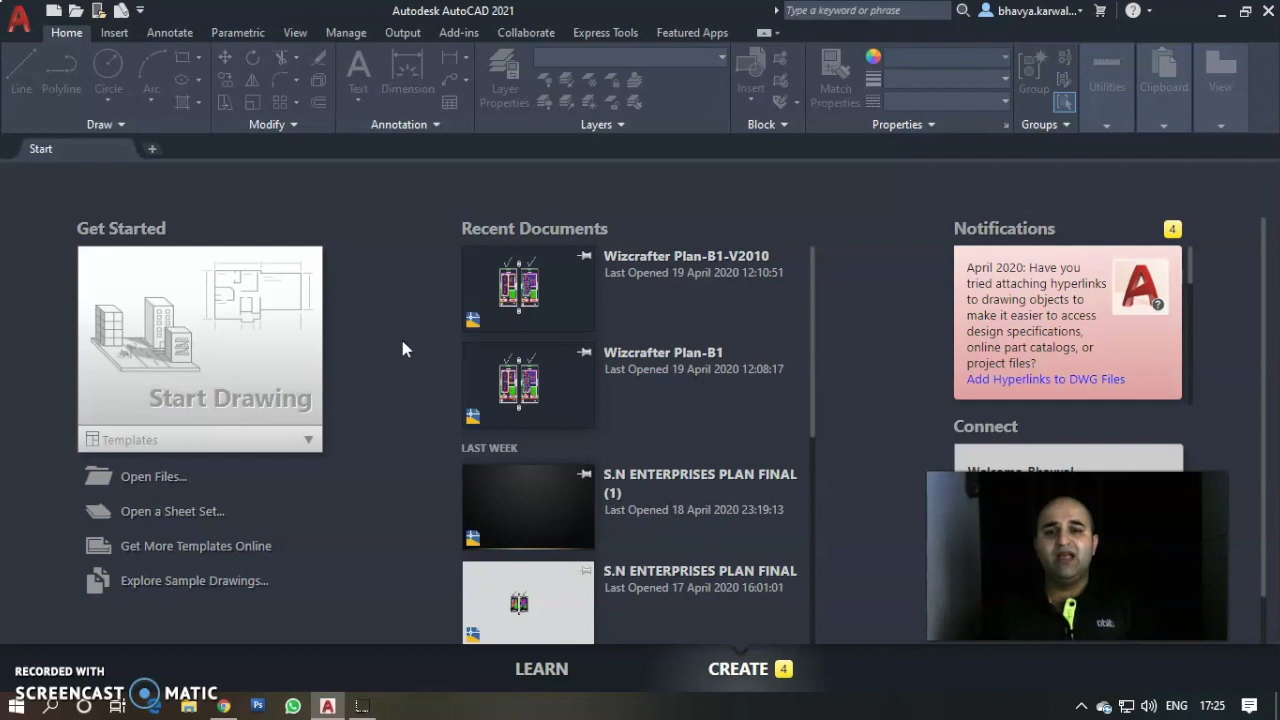 Autodesk AutoCAD 2021
Type a keyword or phrase
bhavya.karwal...
Home Insert Annotate Parametric View Manage Output Add-ins Collaborate Express Tools Featured Apps
Line Polyline Circle Arc
Text Dimension
Layer Properties
Insert
Match Properties
Group
Utilities
Clipboard
View
Draw Modify Annotation Layers Block Properties Groups
Start
Get Started
Start Drawing
Templates
Open Files...
Open a Sheet Set...
Get More Templates Online
Explore Sample Drawings...
Recent Documents
Wizcrafter Plan-B1-V2010
Last Opened 19 April 2020 12:10:51
Wizcrafter Plan-B1
Last Opened 19 April 2020 12:08:17
LAST WEEK
S.N ENTERPRISES PLAN FINAL
(1)
Last Opened 18 April 2020 23:19:13
S.N ENTERPRISES PLAN FINAL
Last Opened 17 April 2020 16:01:01
Notifications 4
April 2020: Have you
tried attaching hyperlinks
to drawing objects to
make it easier to access
design specifications,
online part catalogs, or
project files?
Add Hyperlinks to DWG Files
Connect
Welcome Bhavya!
LEARN CREATE 4
RECORDED WITH
SCREENCAST MATIC
Ps
ENG 17:25